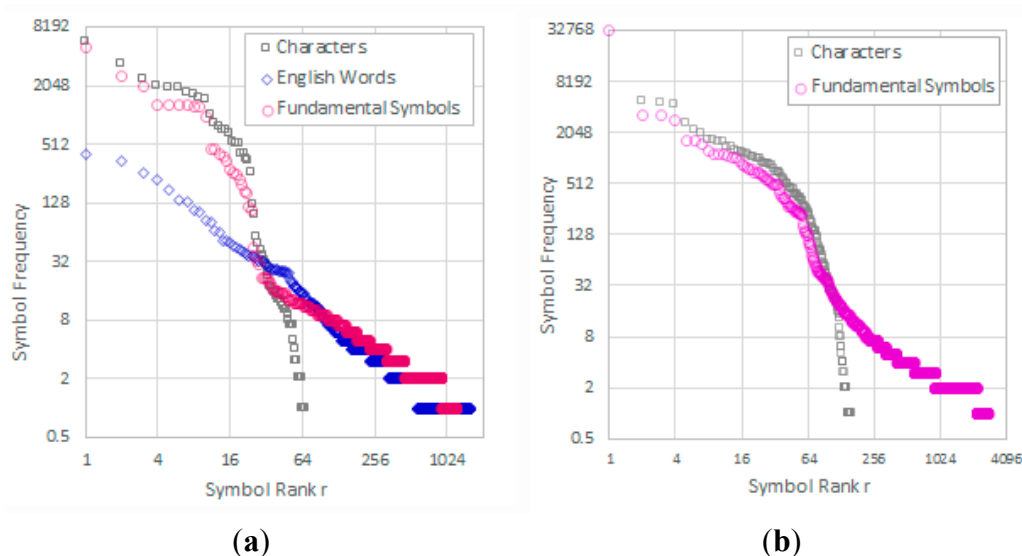 8192
2048
512
128
32
8
2
0.5
Symbol Frequency
1 4 16 64 256 1024
Symbol Rank r
Characters
English Words
Fundamental Symbols
(a)
32768
8192
2048
512
128
32
8
2
0.5
Symbol Frequency
1 4 16 64 256 1024 4096
Symbol Rank r
Characters
Fundamental Symbols
(b)